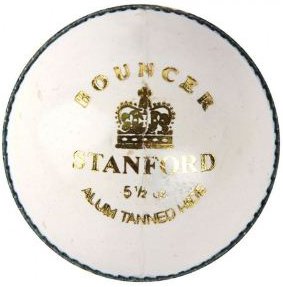 BOUNCER
STANFORD
5 ½ oz
ALUM TANNED HIDE